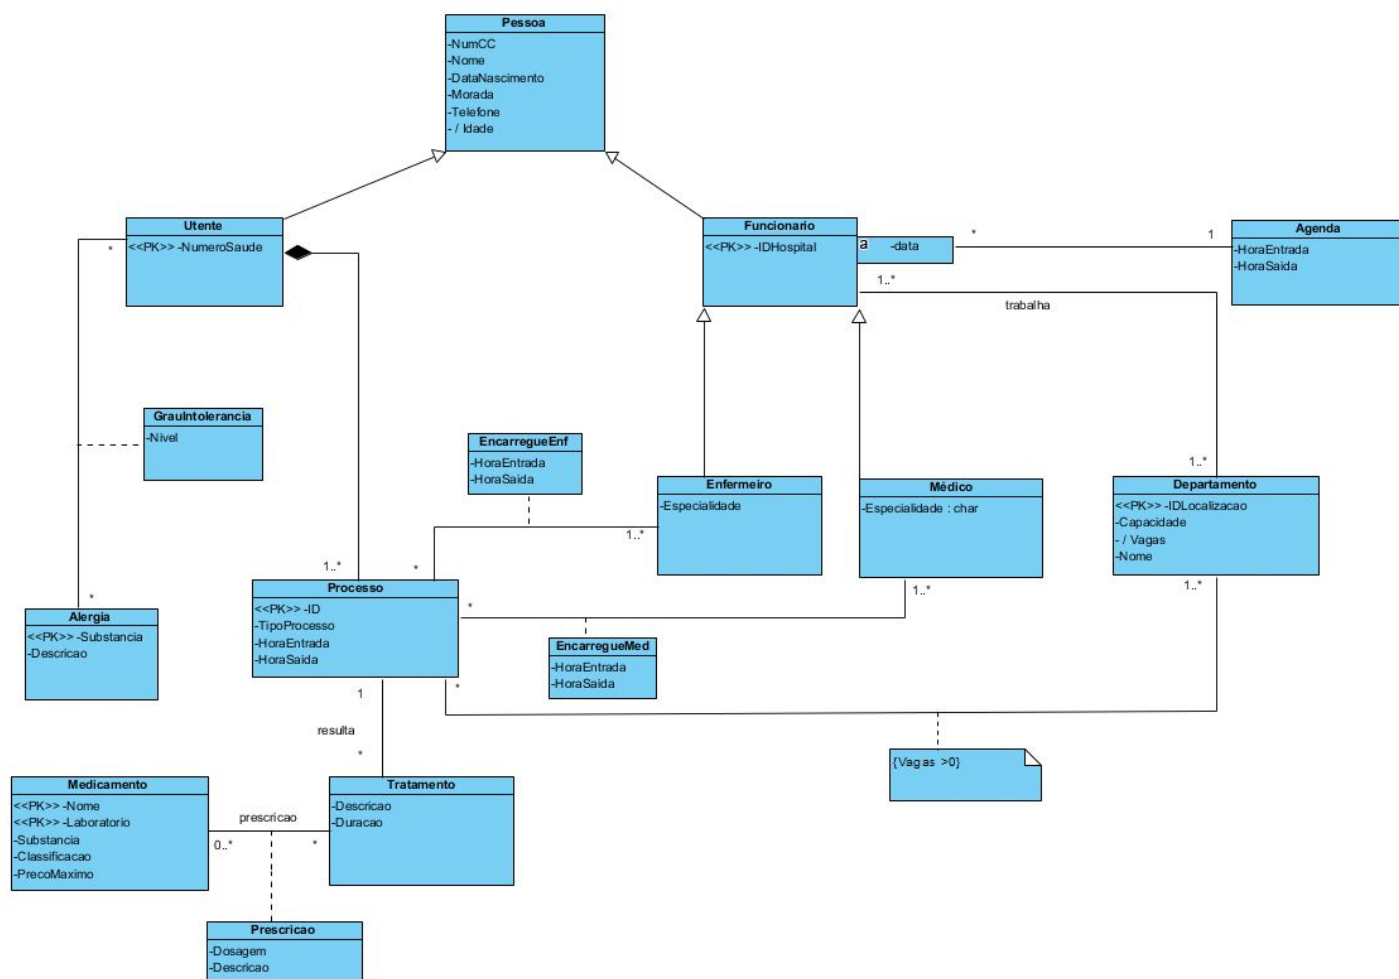 Pessoa
-NumCC
-Nome
-DataNascimento
-Morada
-Telefone
- / Idade
Utente
<<PK>> -NumeroSaude
*
Funcionario
<<PK>> -IDHospital
a -data
*
1
Agenda
-HoraEntrada
-HoraSaida
1..*
trabalha
GrauIntolerancia
-Nivel
EncarregueEnf
-HoraEntrada
-HoraSaida
Enfermeiro
-Especialidade
1..*
*
Médico
-Especialidade : char
1..*
1..*
Departamento
<<PK>> -IDLocalizacao
-Capacidade
- / Vagas
-Nome
1..*
1..*
Processo
<<PK>> -ID
-TipoProcesso
-HoraEntrada
-HoraSaida
*
*
1
*
Alergia
<<PK>> -Substancia
-Descricao
EncarregueMed
-HoraEntrada
-HoraSaida
resulta
*
{Vagas >0}
Medicamento
<<PK>> -Nome
<<PK>> -Laboratorio
-Substancia
-Classificacao
-PrecoMaximo
prescricao
0..*
*
Tratamento
-Descricao
-Duracao
Prescricao
-Dosagem
-Descricao